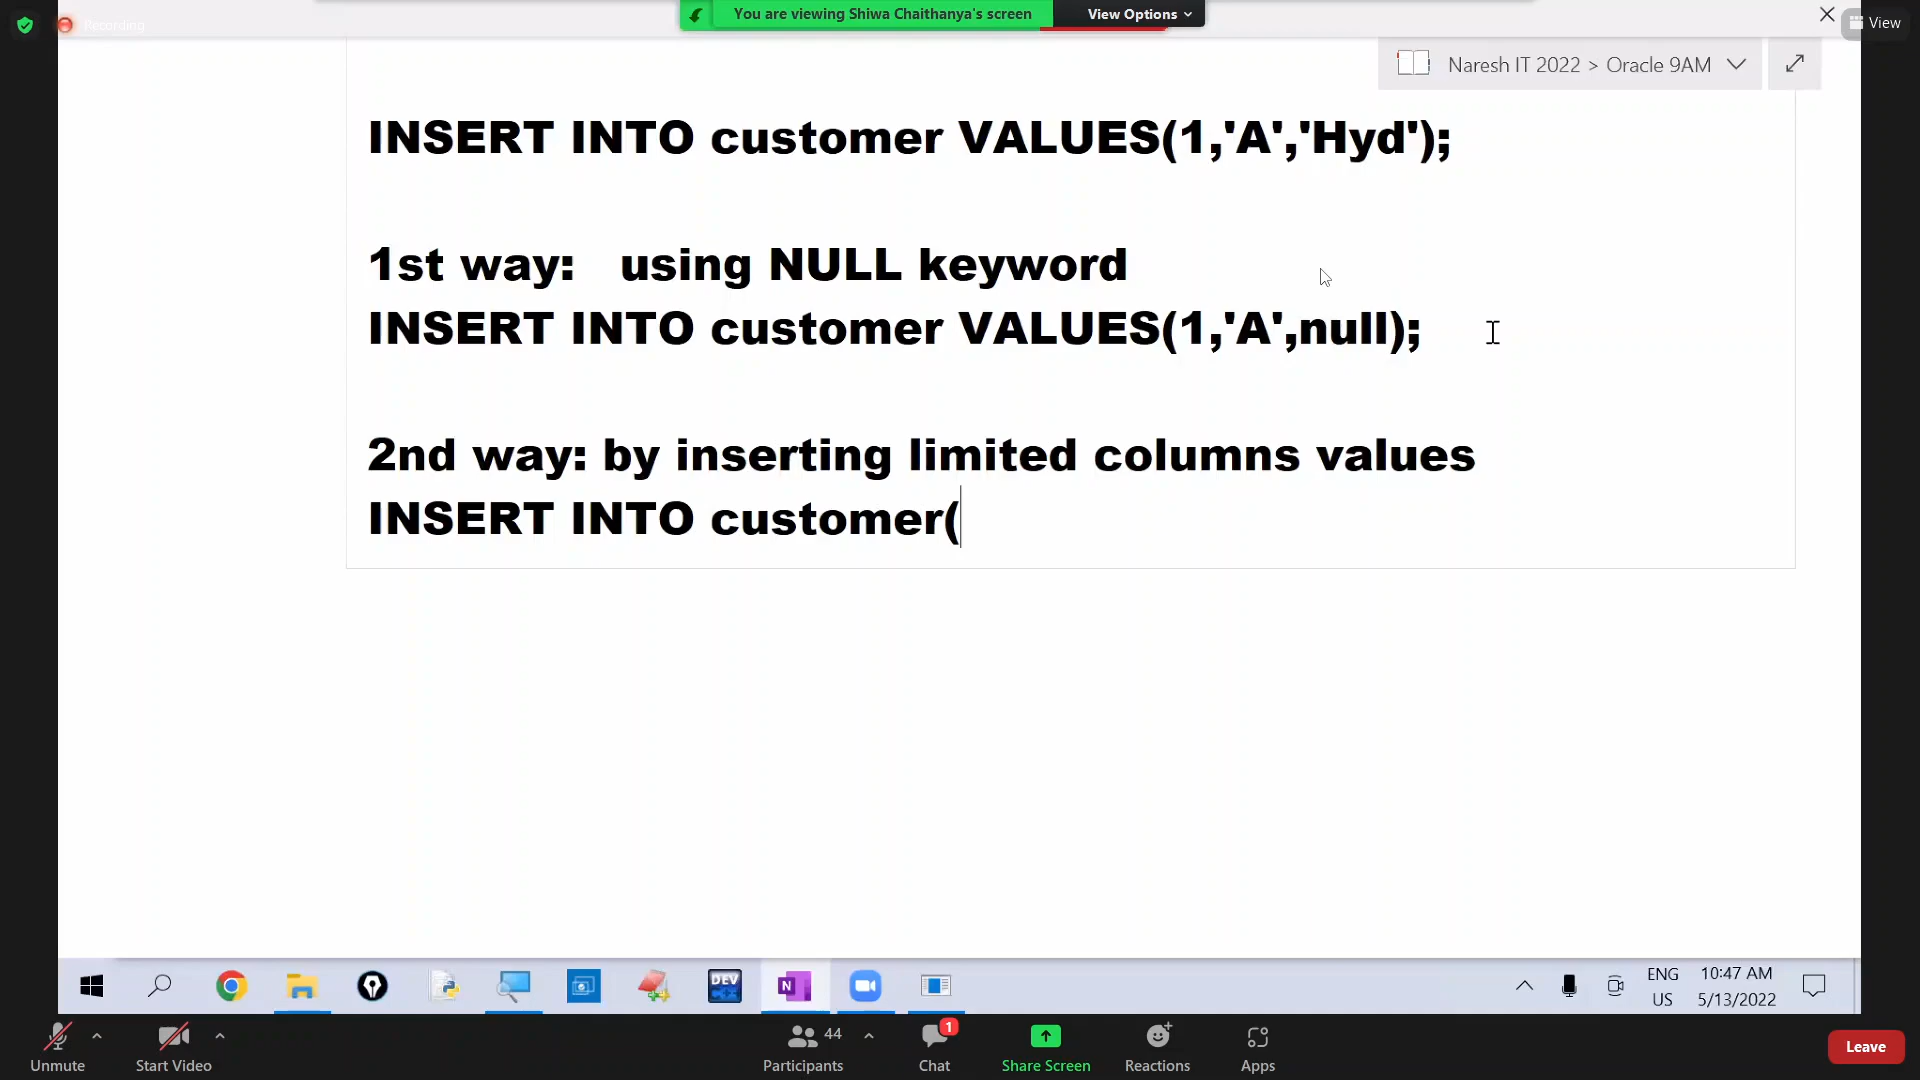 You are viewing Shiwa Chaithanya's screen
View Options
View
Recording
Naresh IT 2022 > Oracle 9AM
INSERT INTO customer VALUES(1,'A','Hyd');
1st way: using NULL keyword
INSERT INTO customer VALUES(1,'A',null);
2nd way: by inserting limited columns values
INSERT INTO customer(
DEV
N
ENG
US
10:47 AM
5/13/2022
Unmute
Start Video
44
Participants
1
Chat
Share Screen
Reactions
Apps
Leave